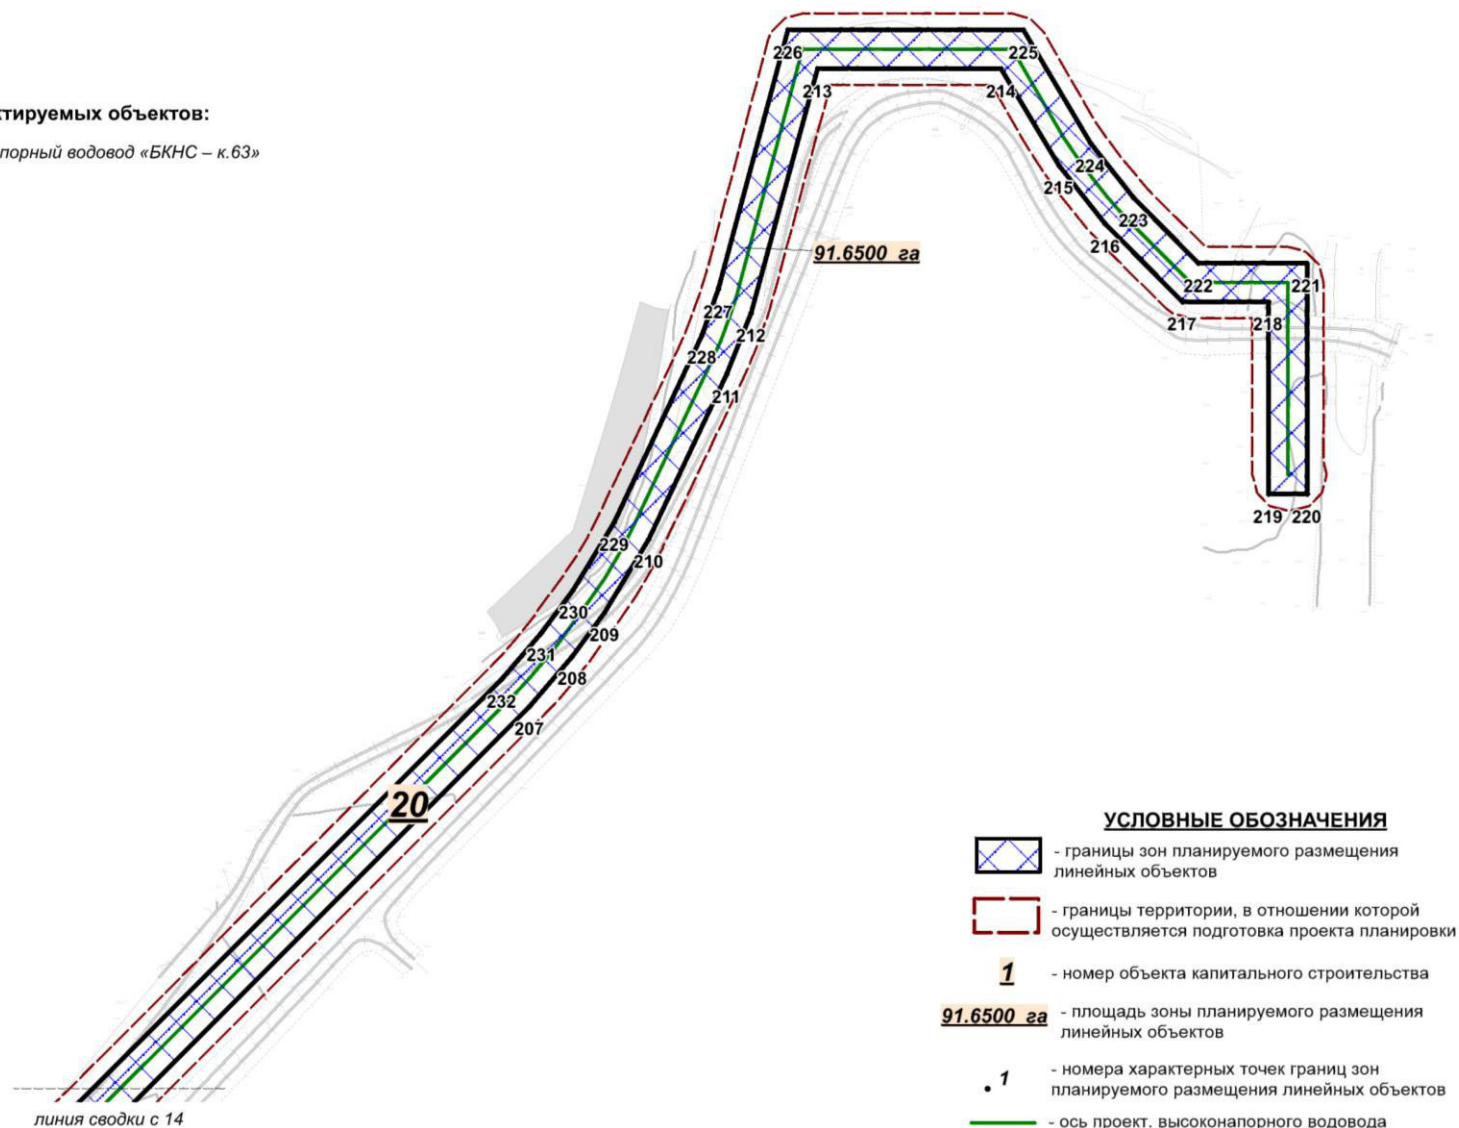 ктируемых объектов:
порный водовод «БКНС – к.63»
226
225
213
214
224
215
223
216
91.6500 га
222
221
217
218
227
212
228
211
219
220
229
210
230
209
231
208
232
207
20
УСЛОВНЫЕ ОБОЗНАЧЕНИЯ
- границы зон планируемого размещения
линейных объектов
- границы территории, в отношении которой
осуществляется подготовка проекта планировки
1
- номер объекта капитального строительства
91.6500 га
- площадь зоны планируемого размещения
линейных объектов
1
- номера характерных точек границ зон
планируемого размещения линейных объектов
- ось проект. высоконапорного водовода
линия сводки с 14